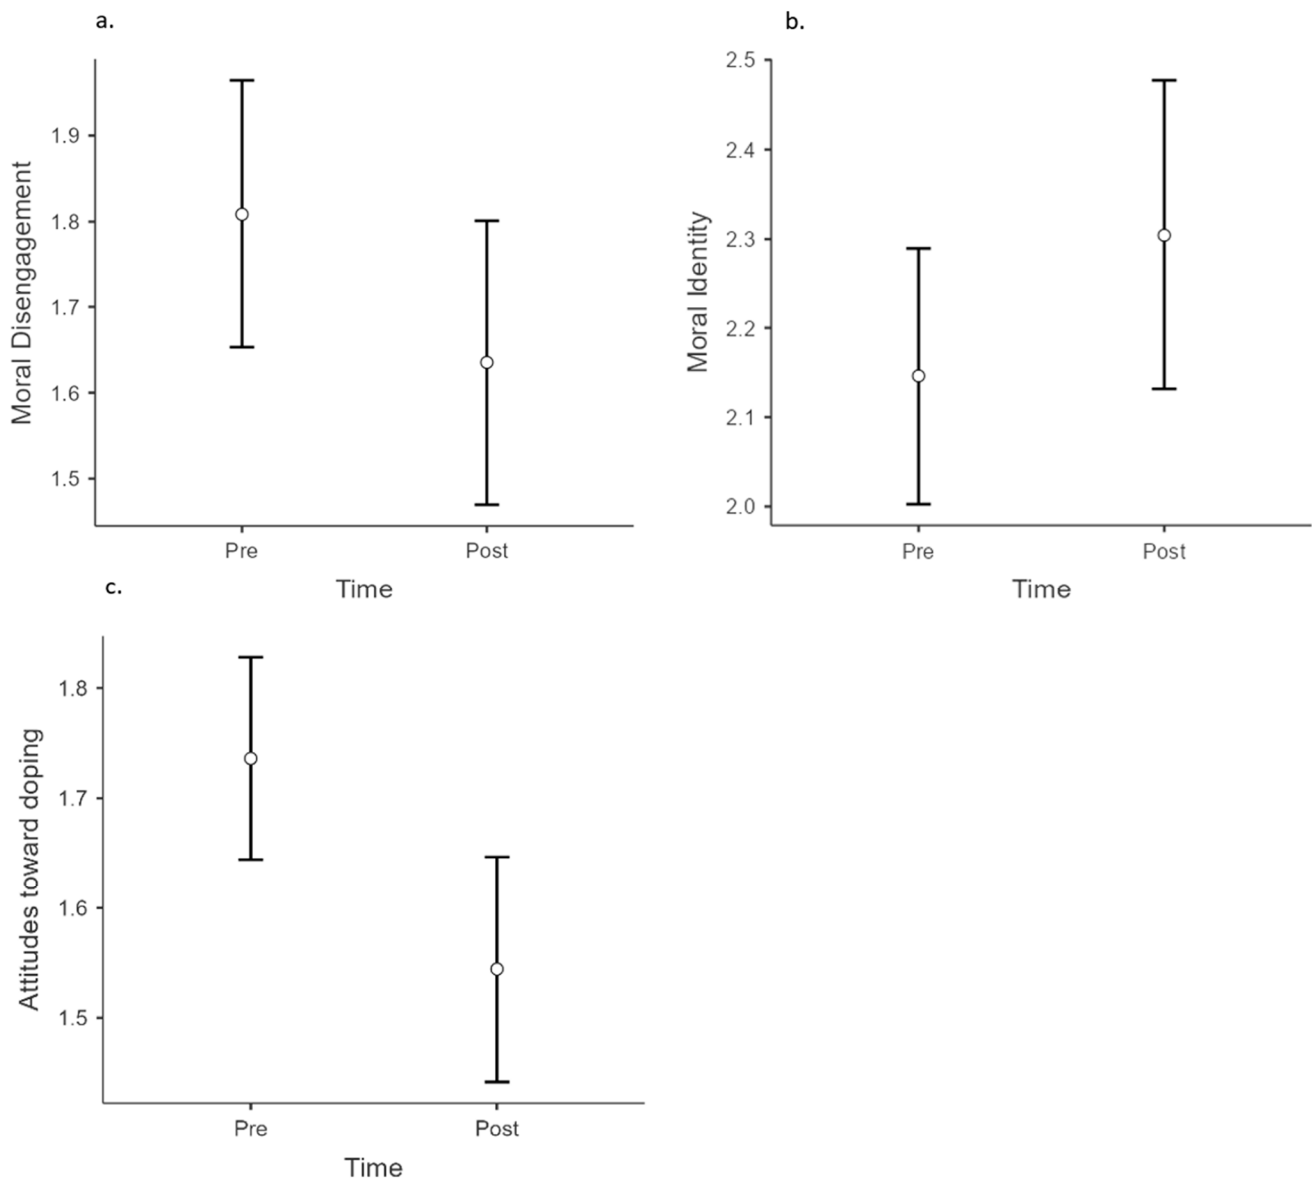 a.
Moral Disengagement
1.9
1.8
1.7
1.6
1.5
Pre
Post
Time
b.
Moral Identity
2.5
2.4
2.3
2.2
2.1
2.0
Pre
Post
Time
c.
Attitudes toward doping
1.8
1.7
1.6
1.5
Pre
Post
Time